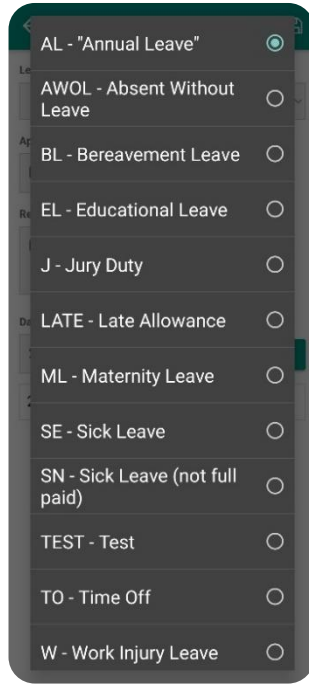 AL - "Annual Leave"
AWOL - Absent Without
Leave
BL - Bereavement Leave
EL - Educational Leave
J - Jury Duty
LATE - Late Allowance
ML - Maternity Leave
SE - Sick Leave
SN - Sick Leave (not full
paid)
TEST - Test
TO - Time Off
W - Work Injury Leave